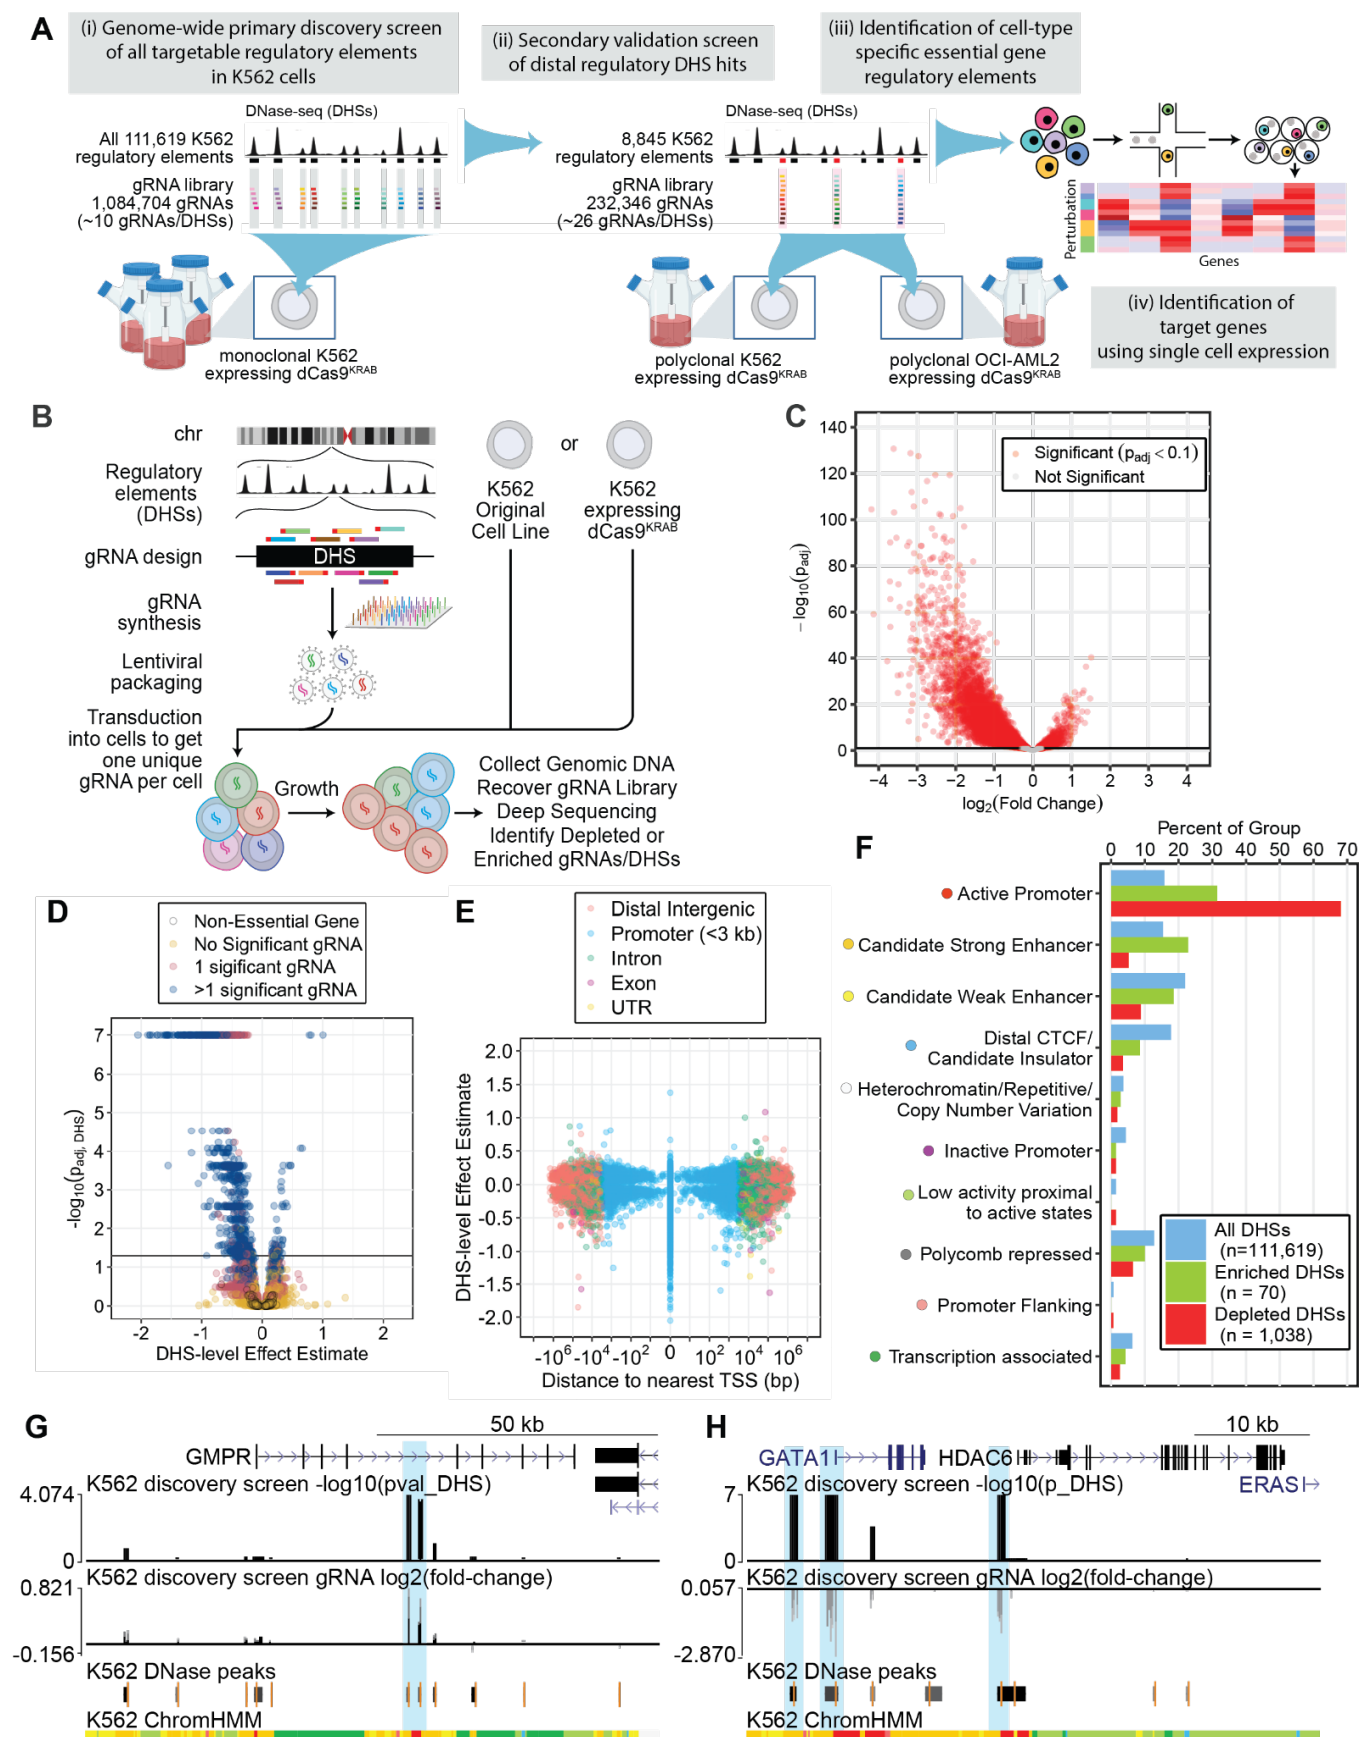 A
(i) Genome-wide primary discovery screen
of all targetable regulatory elements
in K562 cells
(ii) Secondary validation screen
of distal regulatory DHS hits
(iii) Identification of cell-type
specific essential gene
regulatory elements
DNase-seq (DHSs)
All 111,619 K562
regulatory elements
gRNA library
1,084,704 gRNAs
(~10 gRNAs/DHSs)
monoclonal K562
expressing dCas9KRAB
DNase-seq (DHSs)
8,845 K562
regulatory elements
gRNA library
232,346 gRNAs
(~26 gRNAs/DHSs)
polyclonal K562
expressing dCas9KRAB
polyclonal OCI-AML2
expressing dCas9KRAB
Perturbation
Genes
(iv) Identification of
target genes
using single cell expression
B
chr
Regulatory
elements
(DHSs)
gRNA design
DHS
gRNA
synthesis
Lentiviral
packaging
Transduction
into cells to get
one unique
gRNA per cell
Growth
K562
Original
Cell Line
or
K562
expressing
dCas9KRAB
Collect Genomic DNA
Recover gRNA Library
Deep Sequencing
Identify Depleted or
Enriched gRNAs/DHSs
C
Significant (padj < 0.1)
Not Significant
− log10(padj)
140
120
100
80
60
40
20
0
−4 −3 −2 −1 0 1 2 3 4
log2(Fold Change)
D
Non-Essential Gene
No Significant gRNA
1 sigificant gRNA
>1 significant gRNA
-log10(padj, DHS)
7
6
5
4
3
2
1
0
-2 -1 0 1 2
DHS-level Effect Estimate
E
Distal Intergenic
Promoter (<3 kb)
Intron
Exon
UTR
DHS-level Effect Estimate
2.0
1.5
1.0
0.5
0.0
-0.5
-1.0
-1.5
-2.0
-10^6 -10^4 -10^2 0 10^2 10^4 10^6
Distance to nearest TSS (bp)
F
Percent of Group
0 10 20 30 40 50 60 70
Active Promoter
Candidate Strong Enhancer
Candidate Weak Enhancer
Distal CTCF/
Candidate Insulator
Heterochromatin/Repetitive/
Copy Number Variation
Inactive Promoter
Low activity proximal
to active states
Polycomb repressed
Promoter Flanking
Transcription associated
All DHSs
(n=111,619)
Enriched DHSs
(n = 70)
Depleted DHSs
(n = 1,038)
G
50 kb
GMPR
K562 discovery screen -log10(pval_DHS)
4.074
0
K562 discovery screen gRNA log2(fold-change)
0.821
-0.156
K562 DNase peaks
K562 ChromHMM
H
10 kb
GATA1
HDAC6
ERAS
K562 discovery screen -log10(p_DHS)
7
0
K562 discovery screen gRNA log2(fold-change)
0.057
-2.870
K562 DNase peaks
K562 ChromHMM